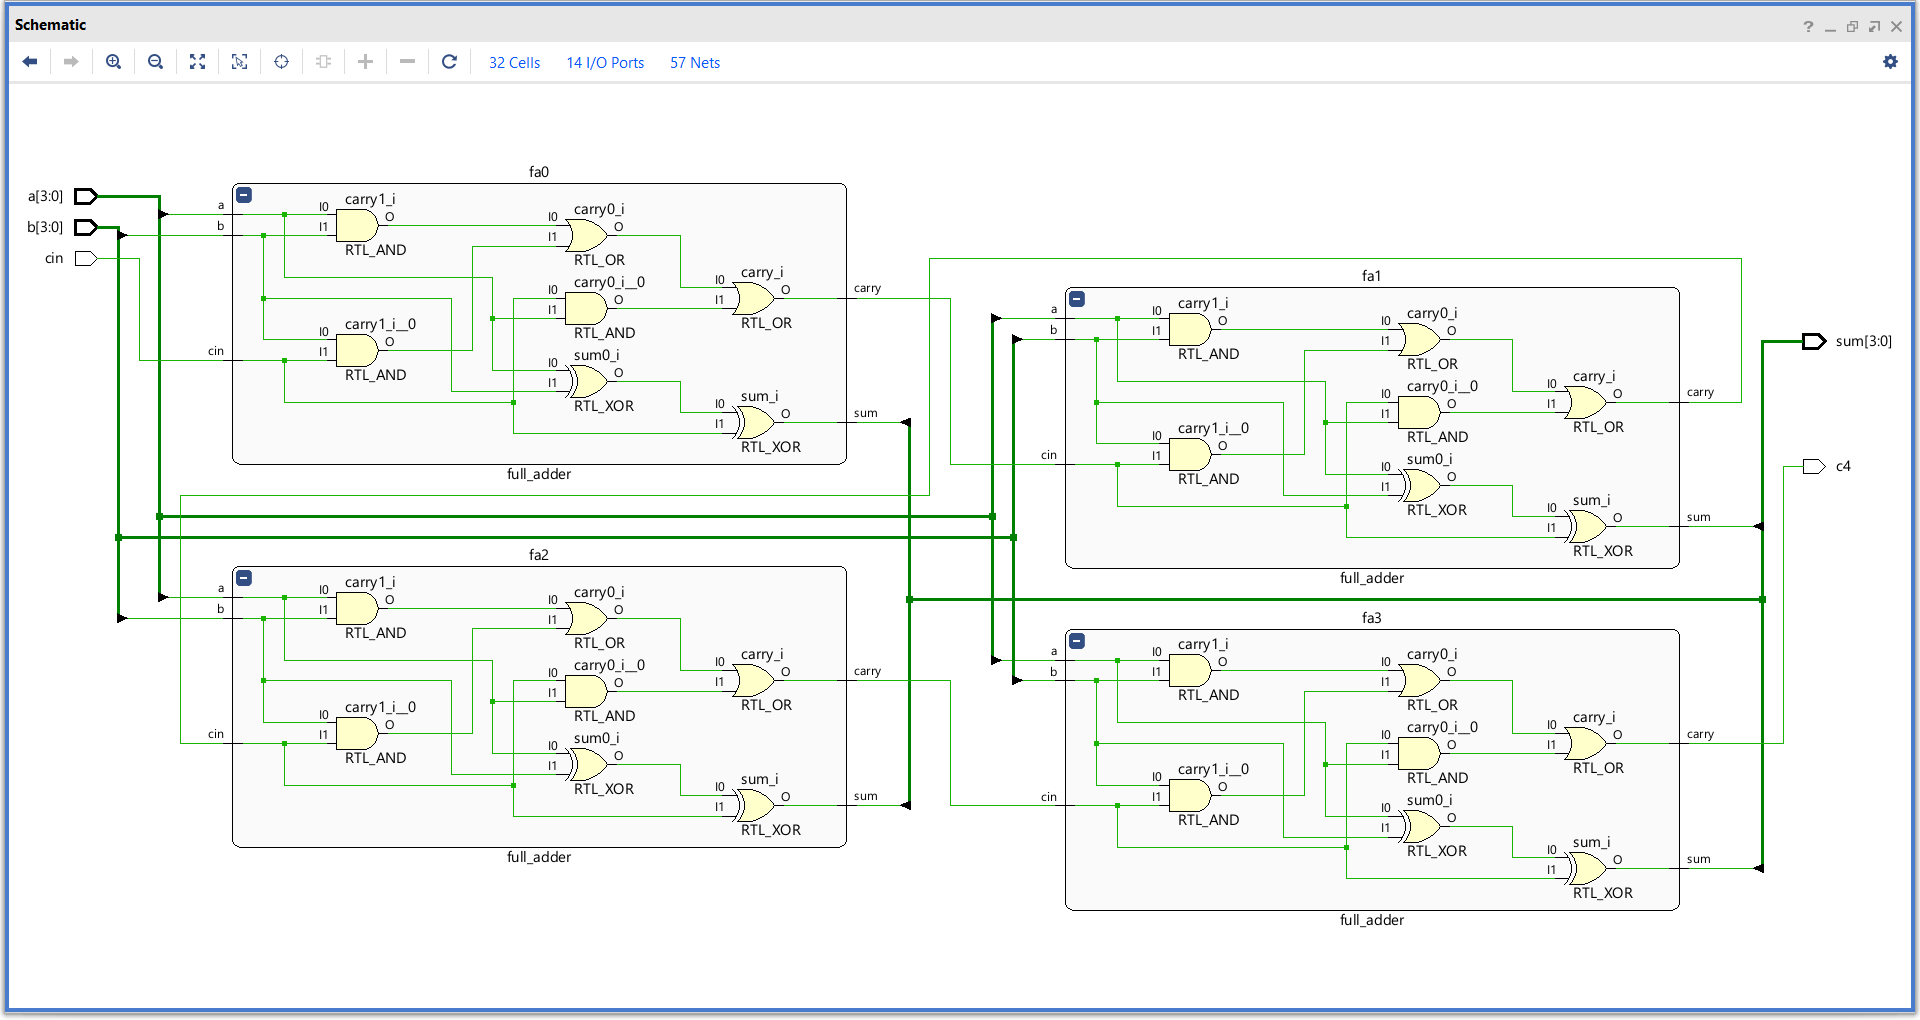 Schematic
32 Cells 14 I/O Ports 57 Nets
a[3:0]
b[3:0]
cin
fa0
a
b
cin
I0
I1
carry1_i
O
RTL_AND
I0
I1
carry1_i__0
O
RTL_AND
I0
I1
carry0_i
O
RTL_OR
I0
I1
carry0_i__0
O
RTL_AND
I0
I1
sum0_i
O
RTL_XOR
I0
I1
carry_i
O
RTL_OR
I0
I1
sum_i
O
RTL_XOR
carry
sum
full_adder
fa1
a
b
cin
I0
I1
carry1_i
O
RTL_AND
I0
I1
carry1_i__0
O
RTL_AND
I0
I1
carry0_i
O
RTL_OR
I0
I1
carry0_i__0
O
RTL_AND
I0
I1
sum0_i
O
RTL_XOR
I0
I1
carry_i
O
RTL_OR
I0
I1
sum_i
O
RTL_XOR
carry
sum
full_adder
sum[3:0]
c4
fa2
a
b
cin
I0
I1
carry1_i
O
RTL_AND
I0
I1
carry1_i__0
O
RTL_AND
I0
I1
carry0_i
O
RTL_OR
I0
I1
carry0_i__0
O
RTL_AND
I0
I1
sum0_i
O
RTL_XOR
I0
I1
carry_i
O
RTL_OR
I0
I1
sum_i
O
RTL_XOR
carry
sum
full_adder
fa3
a
b
cin
I0
I1
carry1_i
O
RTL_AND
I0
I1
carry1_i__0
O
RTL_AND
I0
I1
carry0_i
O
RTL_OR
I0
I1
carry0_i__0
O
RTL_AND
I0
I1
sum0_i
O
RTL_XOR
I0
I1
carry_i
O
RTL_OR
I0
I1
sum_i
O
RTL_XOR
carry
sum
full_adder